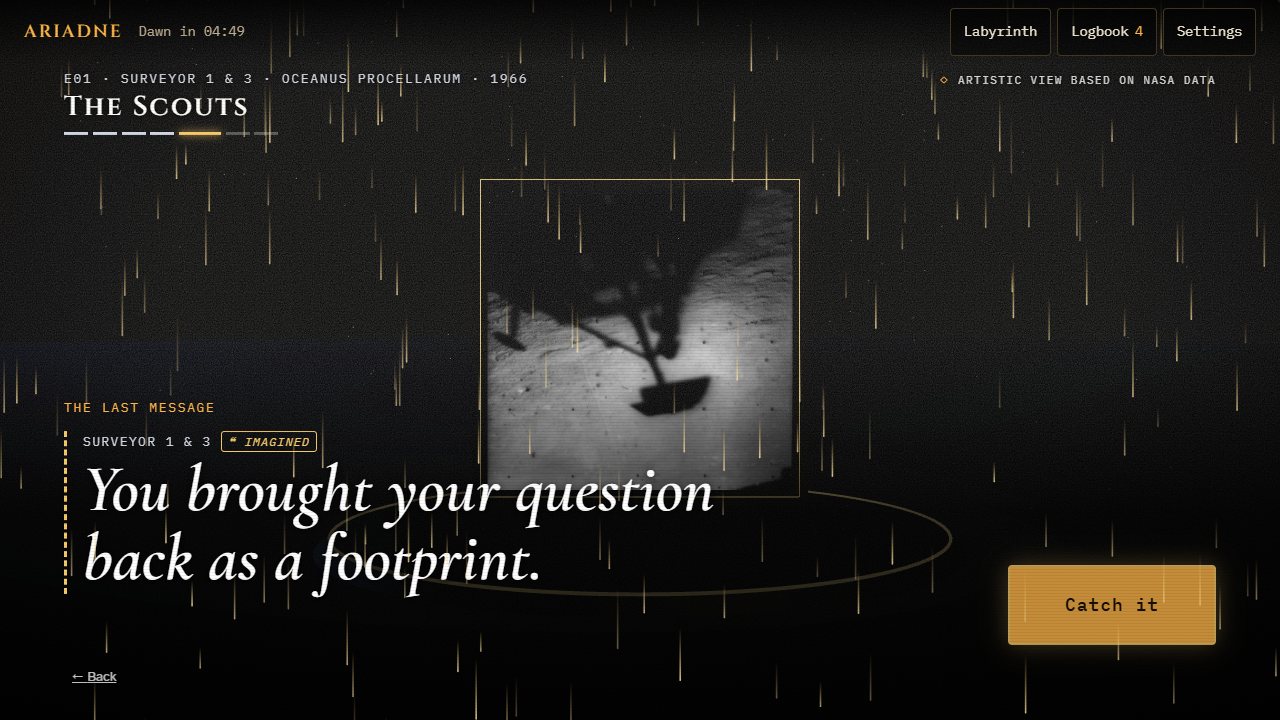 ARIADNE Dawn in 04:49 Labyrinth Logbook 4 Settings
E01 · SURVEYOR 1 & 3 · OCEANUS PROCELLARUM · 1966
◇ ARTISTIC VIEW BASED ON NASA DATA
The Scouts
THE LAST MESSAGE
SURVEYOR 1 & 3 ❝ IMAGINED
You brought your question
back as a footprint.
Catch it
← Back